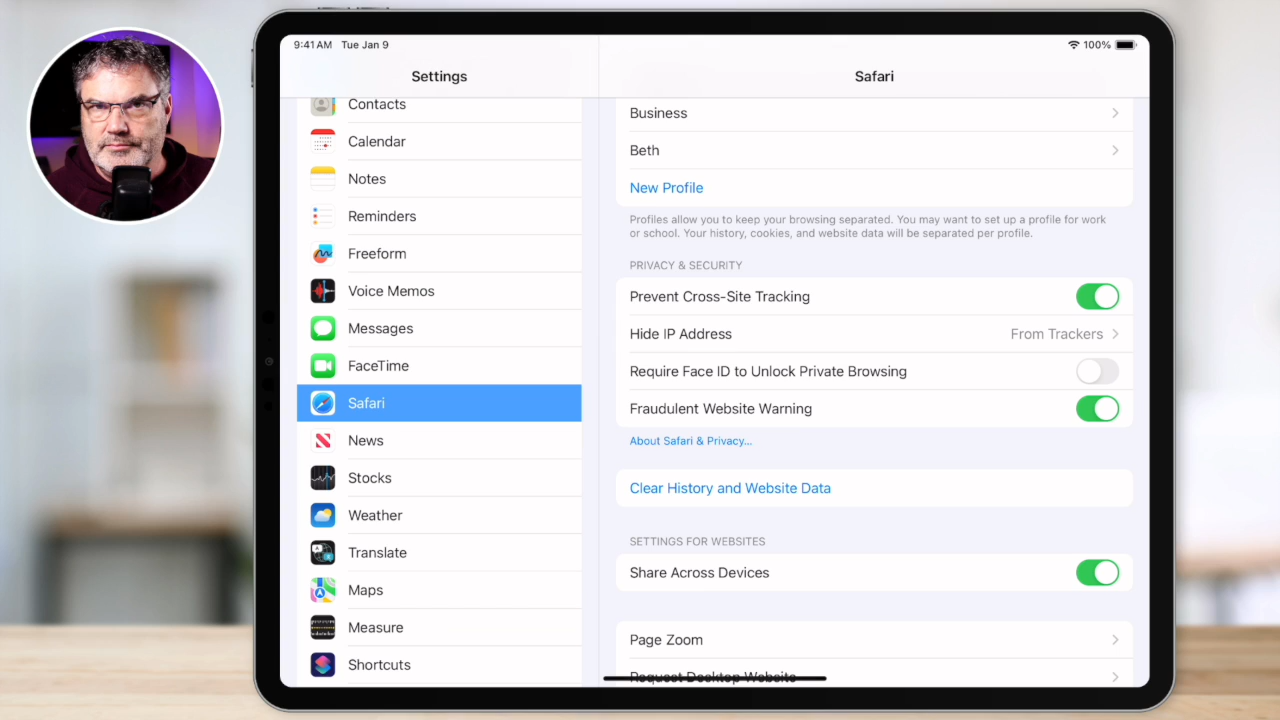 9:41 AM Tue Jan 9
100%
Settings
Contacts
Calendar
Notes
Reminders
Freeform
Voice Memos
Messages
FaceTime
Safari
News
Stocks
Weather
Translate
Maps
Measure
Shortcuts
Safari
Business
Beth
New Profile
Profiles allow you to keep your browsing separated. You may want to set up a profile for work
or school. Your history, cookies, and website data will be separated per profile.
PRIVACY & SECURITY
Prevent Cross-Site Tracking
Hide IP Address From Trackers
Require Face ID to Unlock Private Browsing
Fraudulent Website Warning
About Safari & Privacy...
Clear History and Website Data
SETTINGS FOR WEBSITES
Share Across Devices
Page Zoom
Request Desktop Website